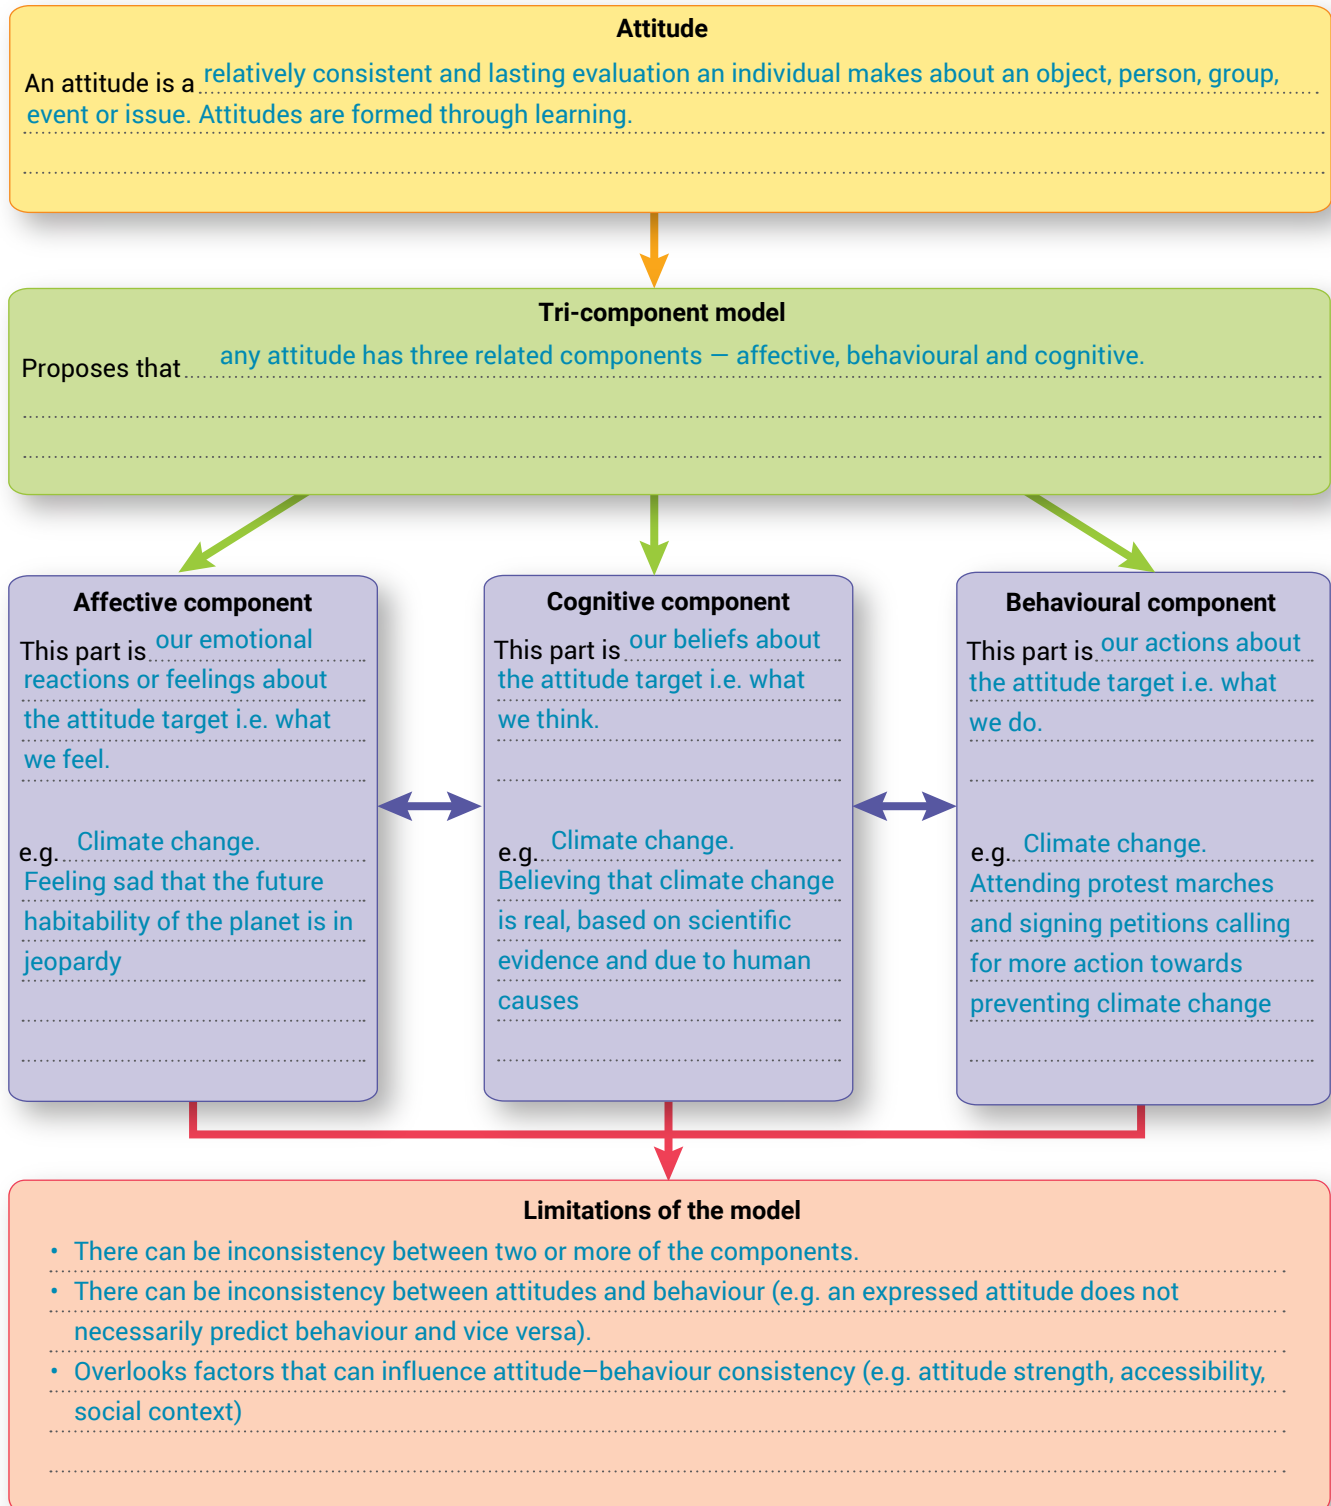 Attitude
An attitude is a relatively consistent and lasting evaluation an individual makes about an object, person, group,
event or issue. Attitudes are formed through learning.
Tri-component model
Proposes that any attitude has three related components — affective, behavioural and cognitive.
Affective component
This part is our emotional
reactions or feelings about
the attitude target i.e. what
we feel.
e.g. Climate change.
Feeling sad that the future
habitability of the planet is in
jeopardy
Cognitive component
This part is our beliefs about
the attitude target i.e. what
we think.
e.g. Climate change.
Believing that climate change
is real, based on scientific
evidence and due to human
causes
Behavioural component
This part is our actions about
the attitude target i.e. what
we do.
e.g. Climate change.
Attending protest marches
and signing petitions calling
for more action towards
preventing climate change
Limitations of the model
• There can be inconsistency between two or more of the components.
• There can be inconsistency between attitudes and behaviour (e.g. an expressed attitude does not
necessarily predict behaviour and vice versa).
• Overlooks factors that can influence attitude–behaviour consistency (e.g. attitude strength, accessibility,
social context)